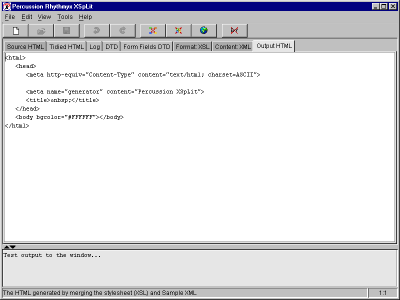 Percussion Rhythmyx XSpLit
File Edit View Tools Help
Source HTML Tidied HTML Log DTD Form Fields DTD Format: XSL Content: XML Output HTML
<html>
<head>
<meta http-equiv="Content-Type" content="text/html; charset=ASCII">
<meta name="generator" content="Percussion XSplit">
<title>&nbsp;</title>
</head>
<body bgcolor="#FFFFFF"></body>
</html>
Test output to the window...
The HTML generated by merging the stylesheet (XSL) and Sample XML
1:1